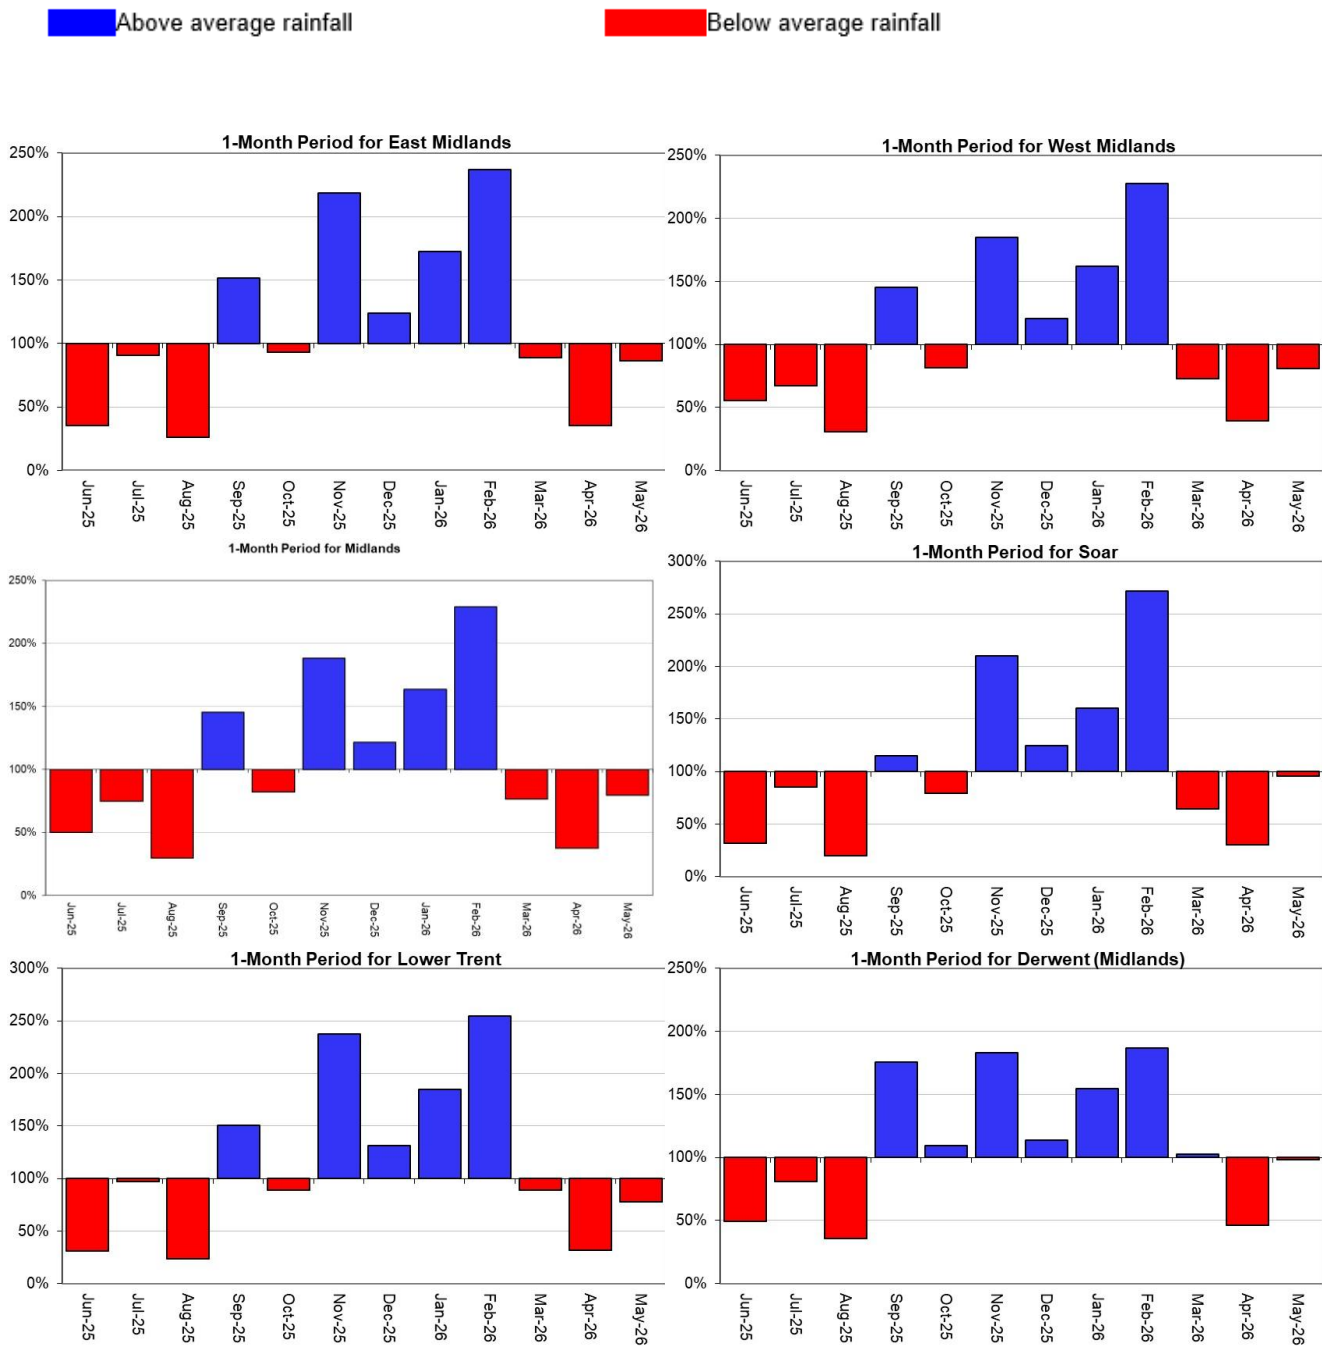 Above average rainfall
Below average rainfall
1-Month Period for East Midlands
250%
200%
150%
100%
50%
0%
Jun-25
Jul-25
Aug-25
Sep-25
Oct-25
Nov-25
Dec-25
Jan-26
Feb-26
Mar-26
Apr-26
May-26
1-Month Period for West Midlands
250%
200%
150%
100%
50%
0%
Jun-25
Jul-25
Aug-25
Sep-25
Oct-25
Nov-25
Dec-25
Jan-26
Feb-26
Mar-26
Apr-26
May-26
1-Month Period for Midlands
250%
200%
150%
100%
50%
0%
Jun-25
Jul-25
Aug-25
Sep-25
Oct-25
Nov-25
Dec-25
Jan-26
Feb-26
Mar-26
Apr-26
May-26
1-Month Period for Soar
300%
250%
200%
150%
100%
50%
0%
Jun-25
Jul-25
Aug-25
Sep-25
Oct-25
Nov-25
Dec-25
Jan-26
Feb-26
Mar-26
Apr-26
May-26
1-Month Period for Lower Trent
300%
250%
200%
150%
100%
50%
0%
Jun-25
Jul-25
Aug-25
Sep-25
Oct-25
Nov-25
Dec-25
Jan-26
Feb-26
Mar-26
Apr-26
May-26
1-Month Period for Derwent (Midlands)
250%
200%
150%
100%
50%
0%
Jun-25
Jul-25
Aug-25
Sep-25
Oct-25
Nov-25
Dec-25
Jan-26
Feb-26
Mar-26
Apr-26
May-26